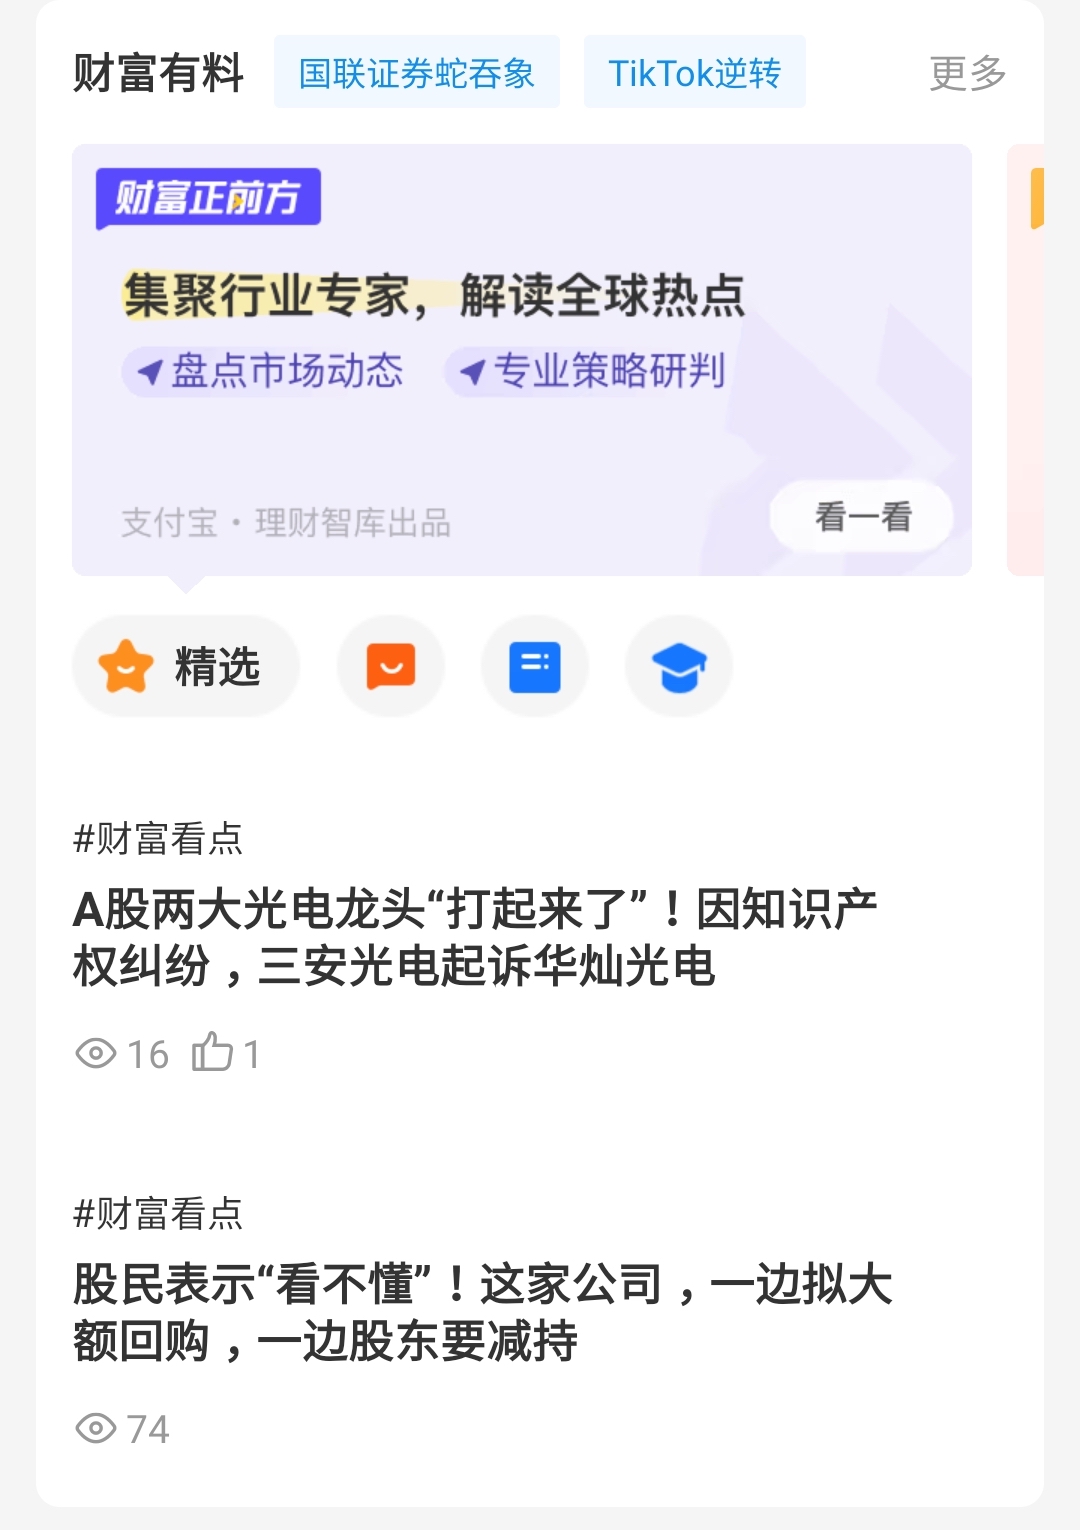 财富有料 国联证券蛇吞象 TikTok逆转 更多
财富正前方
集聚行业专家，解读全球热点
盘点市场动态 专业策略研判
支付宝·理财智库出品 看一看
精选
#财富看点
A股两大光电龙头“打起来了”！因知识产
权纠纷，三安光电起诉华灿光电
16 1
#财富看点
股民表示“看不懂”！这家公司，一边拟大
额回购，一边股东要减持
74